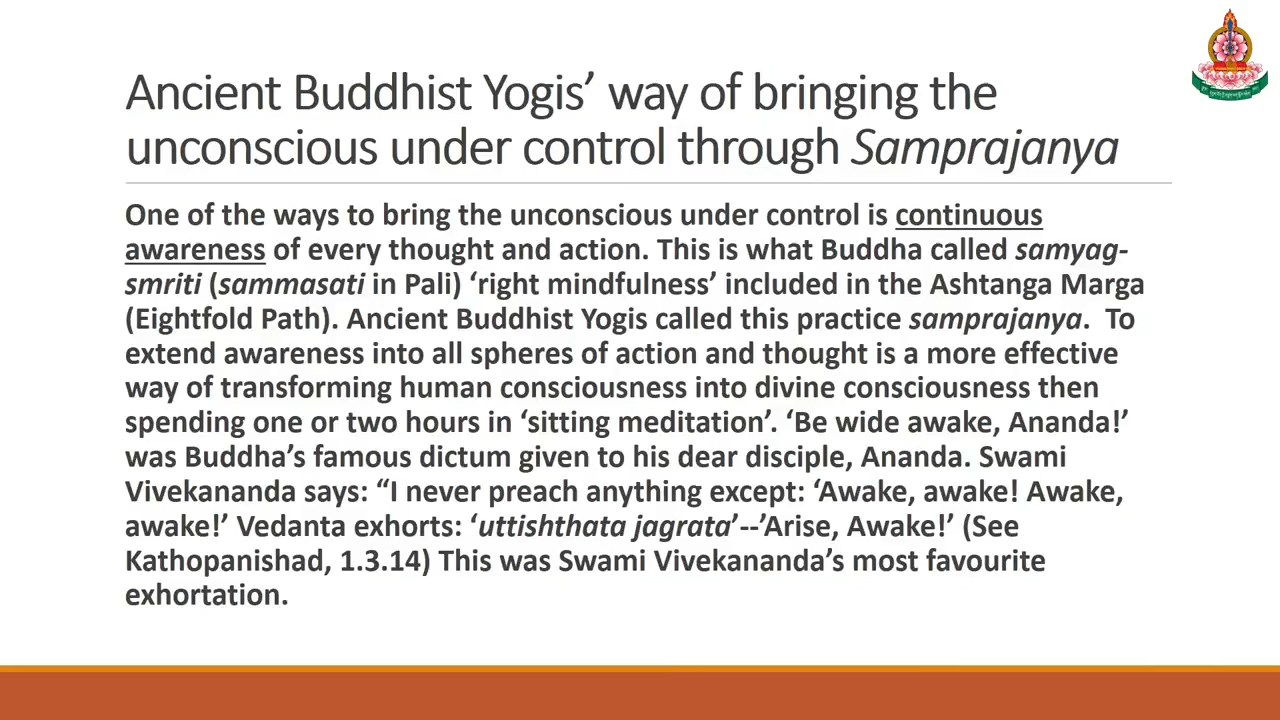 Ancient Buddhist Yogis’ way of bringing the
unconscious under control through Samprajanya
One of the ways to bring the unconscious under control is continuous
awareness of every thought and action. This is what Buddha called samyag-
smriti (sammasati in Pali) ‘right mindfulness’ included in the Ashtanga Marga
(Eightfold Path). Ancient Buddhist Yogis called this practice samprajanya. To
extend awareness into all spheres of action and thought is a more effective
way of transforming human consciousness into divine consciousness then
spending one or two hours in ‘sitting meditation’. ‘Be wide awake, Ananda!’
was Buddha’s famous dictum given to his dear disciple, Ananda. Swami
Vivekananda says: “I never preach anything except: ‘Awake, awake! Awake,
awake!’ Vedanta exhorts: ‘uttishthata jagrata’--’Arise, Awake!’ (See
Kathopanishad, 1.3.14) This was Swami Vivekananda’s most favourite
exhortation.